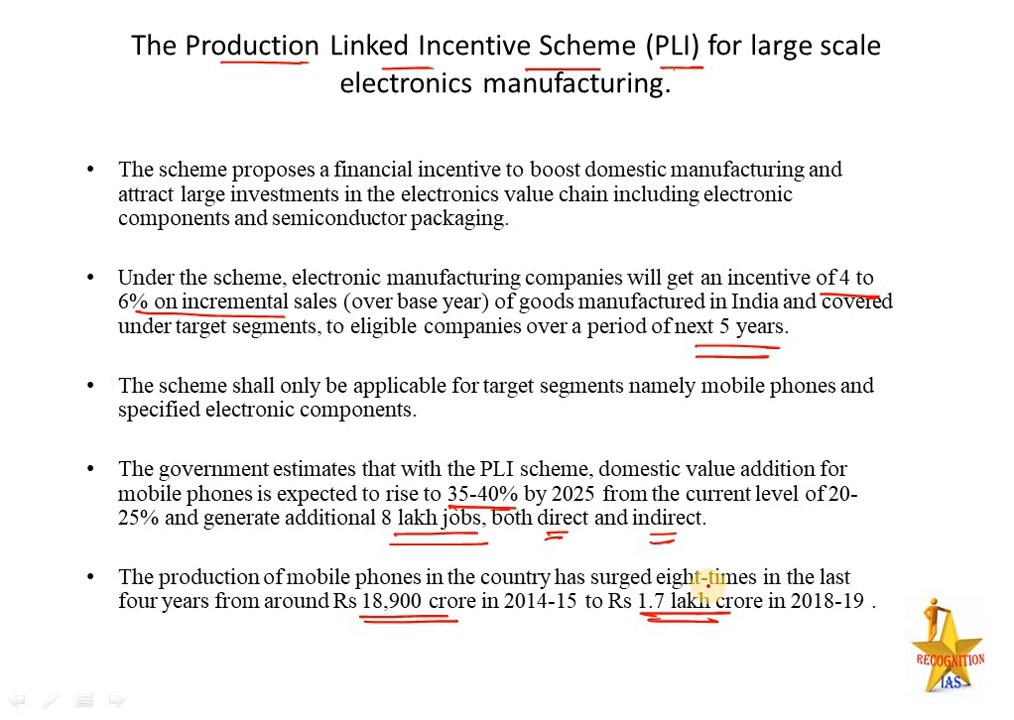 The Production Linked Incentive Scheme (PLI) for large scale
electronics manufacturing.
• The scheme proposes a financial incentive to boost domestic manufacturing and
attract large investments in the electronics value chain including electronic
components and semiconductor packaging.
• Under the scheme, electronic manufacturing companies will get an incentive of 4 to
6% on incremental sales (over base year) of goods manufactured in India and covered
under target segments, to eligible companies over a period of next 5 years.
• The scheme shall only be applicable for target segments namely mobile phones and
specified electronic components.
• The government estimates that with the PLI scheme, domestic value addition for
mobile phones is expected to rise to 35-40% by 2025 from the current level of 20-
25% and generate additional 8 lakh jobs, both direct and indirect.
• The production of mobile phones in the country has surged eight-times in the last
four years from around Rs 18,900 crore in 2014-15 to Rs 1.7 lakh crore in 2018-19 .
RECOGNITION
IAS